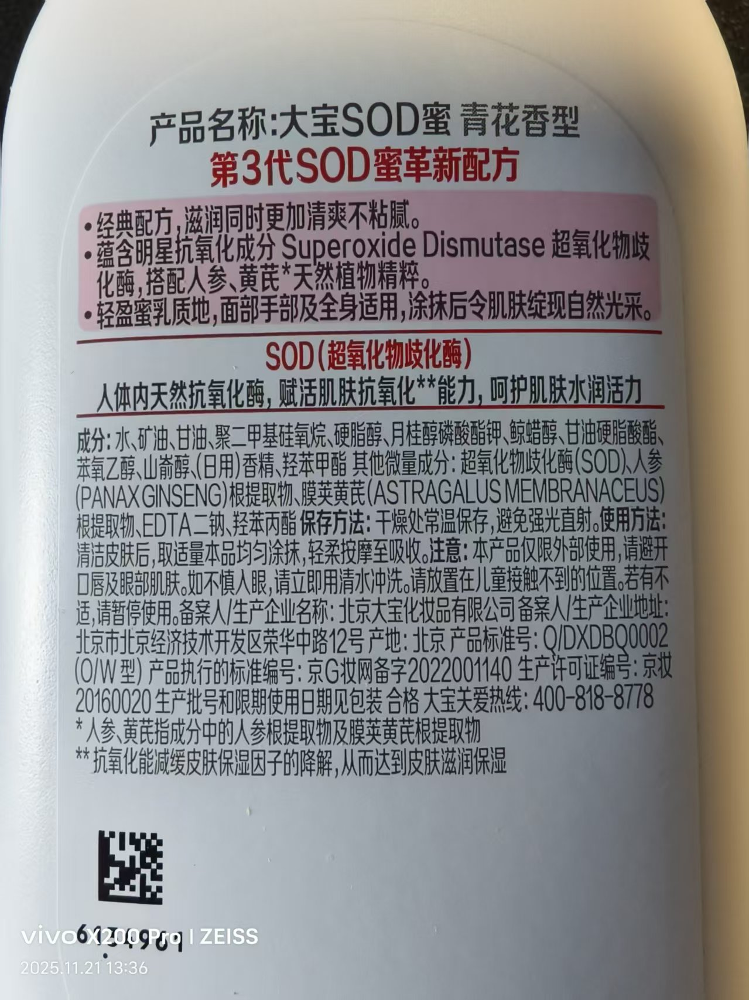 产品名称:大宝SOD蜜 青花香型
第3代SOD蜜革新配方
• 经典配方,滋润同时更加清爽不粘腻。
• 蕴含明星抗氧化成分 Superoxide Dismutase 超氧化物歧
化酶,搭配人参、黄芪*天然植物精粹。
• 轻盈蜜乳质地,面部手部及全身适用,涂抹后令肌肤绽现自然光采。
SOD(超氧化物歧化酶)
人体内天然抗氧化酶, 赋活肌肤抗氧化**能力, 呵护肌肤水润活力
成分: 水、矿油、甘油、聚二甲基硅氧烷、硬脂醇、月桂醇磷酸酯钾、鲸蜡醇、甘油硬脂酸酯、
苯氧乙醇、山嵛醇、(日用)香精、羟苯甲酯 其他微量成分: 超氧化物歧化酶(SOD)、人参
(PANAX GINSENG)根提取物、膜荚黄芪(ASTRAGALUS MEMBRANACEUS)
根提取物、EDTA二钠、羟苯丙酯 保存方法: 干燥处常温保存,避免强光直射。使用方法:
清洁皮肤后,取适量本品均匀涂抹,轻柔按摩至吸收。注意: 本产品仅限外部使用,请避开
口唇及眼部肌肤。如不慎入眼,请立即用清水冲洗。请放置在儿童接触不到的位置。若有不
适,请暂停使用。备案人/生产企业名称: 北京大宝化妆品有限公司 备案人/生产企业地址:
北京市北京经济技术开发区荣华中路12号 产地: 北京 产品标准号: Q/DXDBQ0002
(O/W 型) 产品执行的标准编号: 京G妆网备字2022001140 生产许可证编号: 京妆
20160020 生产批号和限期使用日期见包装 合格 大宝关爱热线: 400-818-8778
* 人参、黄芪指成分中的人参根提取物及膜荚黄芪根提取物
** 抗氧化能减缓皮肤保湿因子的降解,从而达到皮肤滋润保湿
vivo X200 Pro | ZEISS
2025.11.21 13:36